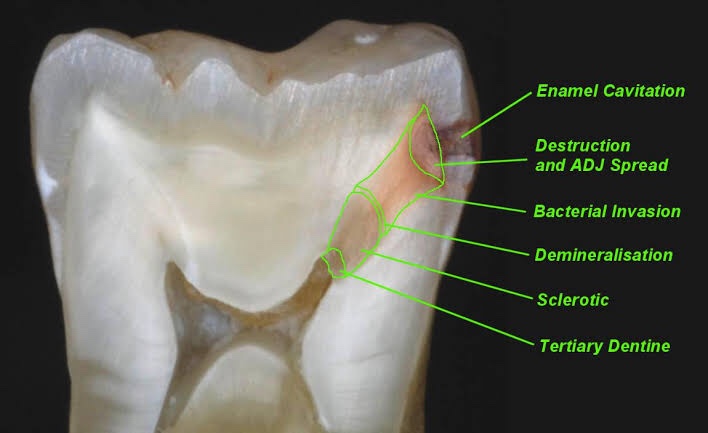 Enamel Cavitation
Destruction
and ADJ Spread
Bacterial Invasion
Demineralisation
Sclerotic
Tertiary Dentine